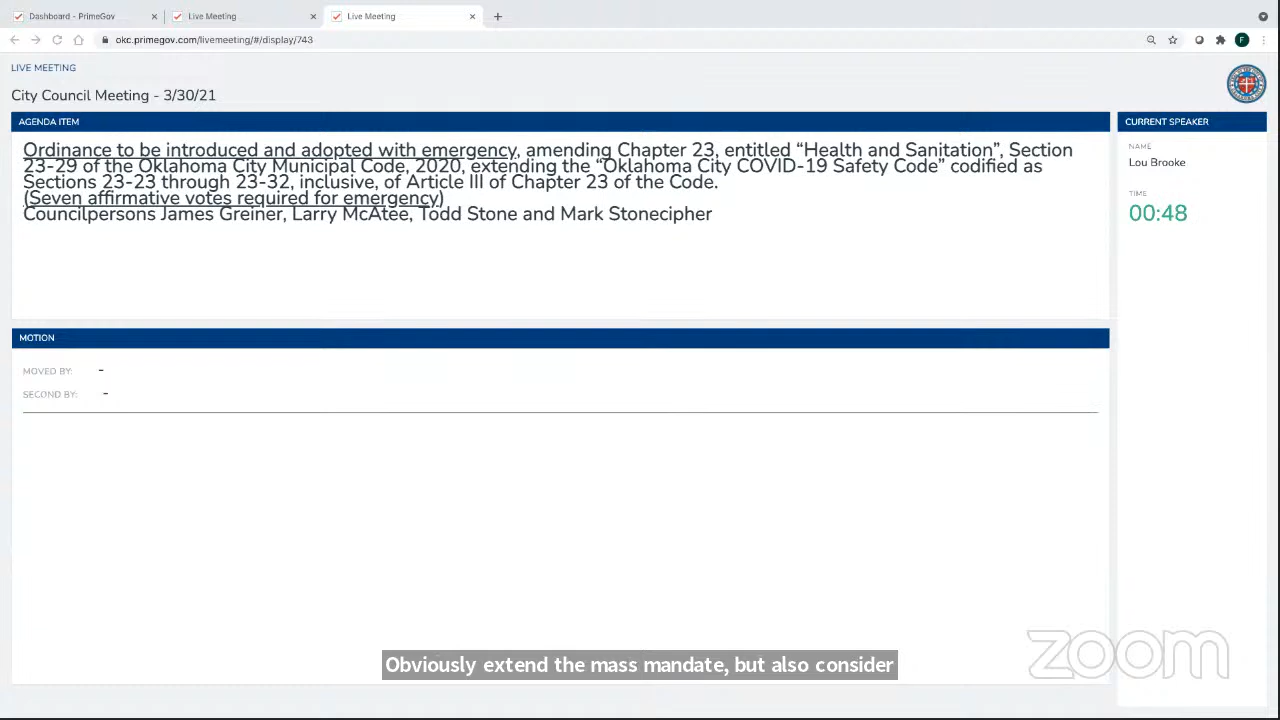 Dashboard - PrimeGov
Live Meeting
Live Meeting
okc.primegov.com/livemeeting/#/display/743
F
LIVE MEETING
City Council Meeting - 3/30/21
AGENDA ITEM
Ordinance to be introduced and adopted with emergency, amending Chapter 23, entitled “Health and Sanitation”, Section
23-29 of the Oklahoma City Municipal Code, 2020, extending the “Oklahoma City COVID-19 Safety Code” codified as
Sections 23-23 through 23-32, inclusive, of Article III of Chapter 23 of the Code.
(Seven affirmative votes required for emergency)
Councilpersons James Greiner, Larry McAtee, Todd Stone and Mark Stonecipher
CURRENT SPEAKER
NAME
Lou Brooke
TIME
00:48
MOTION
MOVED BY: -
SECOND BY: -
Obviously extend the mass mandate, but also consider
zoom